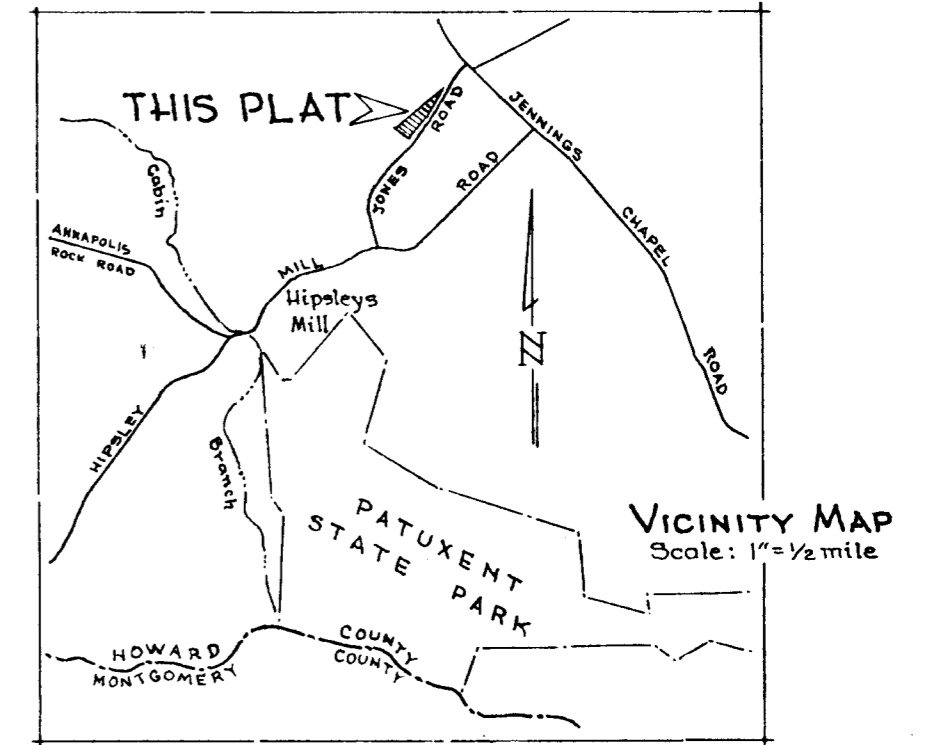 THIS PLAT
JONES ROAD
JENNINGS CHAPEL ROAD
Cabin Branch
ANNAPOLIS
ROCK ROAD
HIPSLEY MILL ROAD
Hipsleys
Mill
N
PATUXENT
STATE PARK
VICINITY MAP
Scale: 1"=1/2 mile
HOWARD COUNTY
MONTGOMERY COUNTY